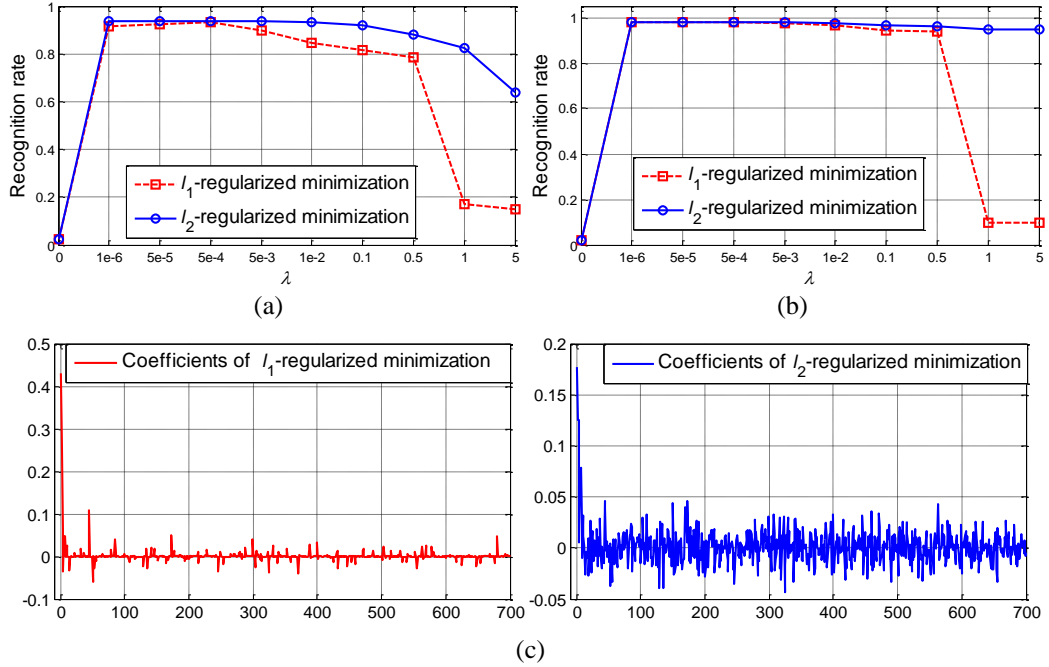 Recognition rate
1
0.8
0.6
0.4
0.2
0
l1-regularized minimization
l2-regularized minimization
0 1e-6 5e-5 5e-4 5e-3 1e-2 0.1 0.5 1 5
λ
(a)
Recognition rate
1
0.8
0.6
0.4
0.2
0
l1-regularized minimization
l2-regularized minimization
0 1e-6 5e-5 5e-4 5e-3 1e-2 0.1 0.5 1 5
λ
(b)
0.5
0.4
0.3
0.2
0.1
0
-0.1
Coefficients of l1-regularized minimization
0 100 200 300 400 500 600 700
0.2
0.15
0.1
0.05
0
-0.05
Coefficients of l2-regularized minimization
0 100 200 300 400 500 600 700
(c)